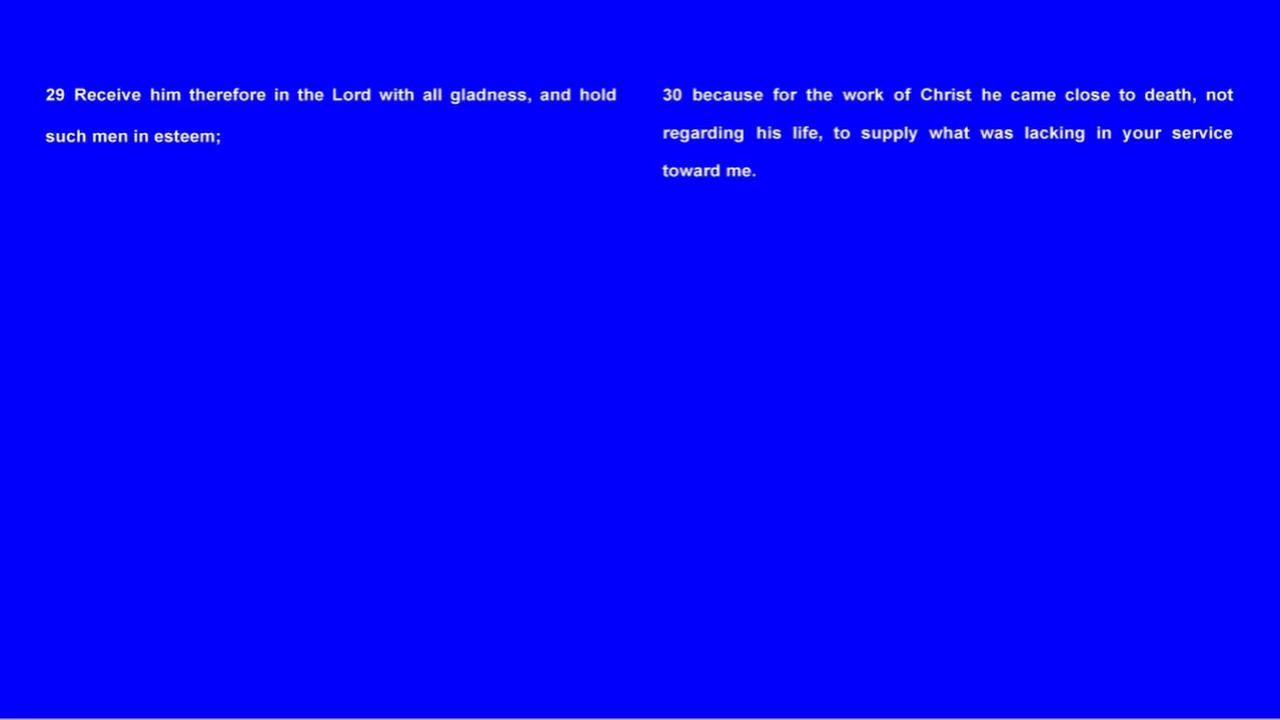 29 Receive him therefore in the Lord with all gladness, and hold
such men in esteem;
30 because for the work of Christ he came close to death, not
regarding his life, to supply what was lacking in your service
toward me.